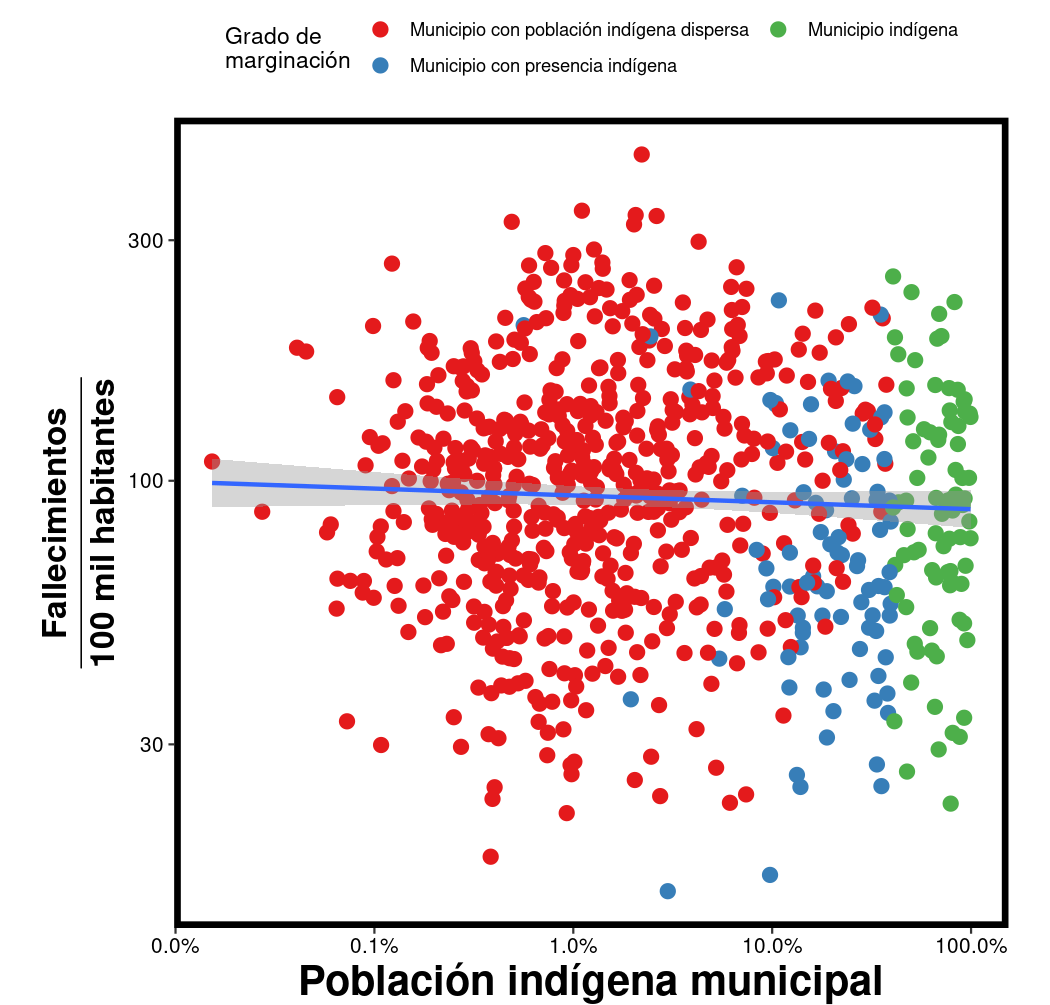 Grado de
marginación
Municipio con población indígena dispersa
Municipio indígena
Municipio con presencia indígena
Fallecimientos
100 mil habitantes
300
100
30
0.0%
0.1%
1.0%
10.0%
100.0%
Población indígena municipal